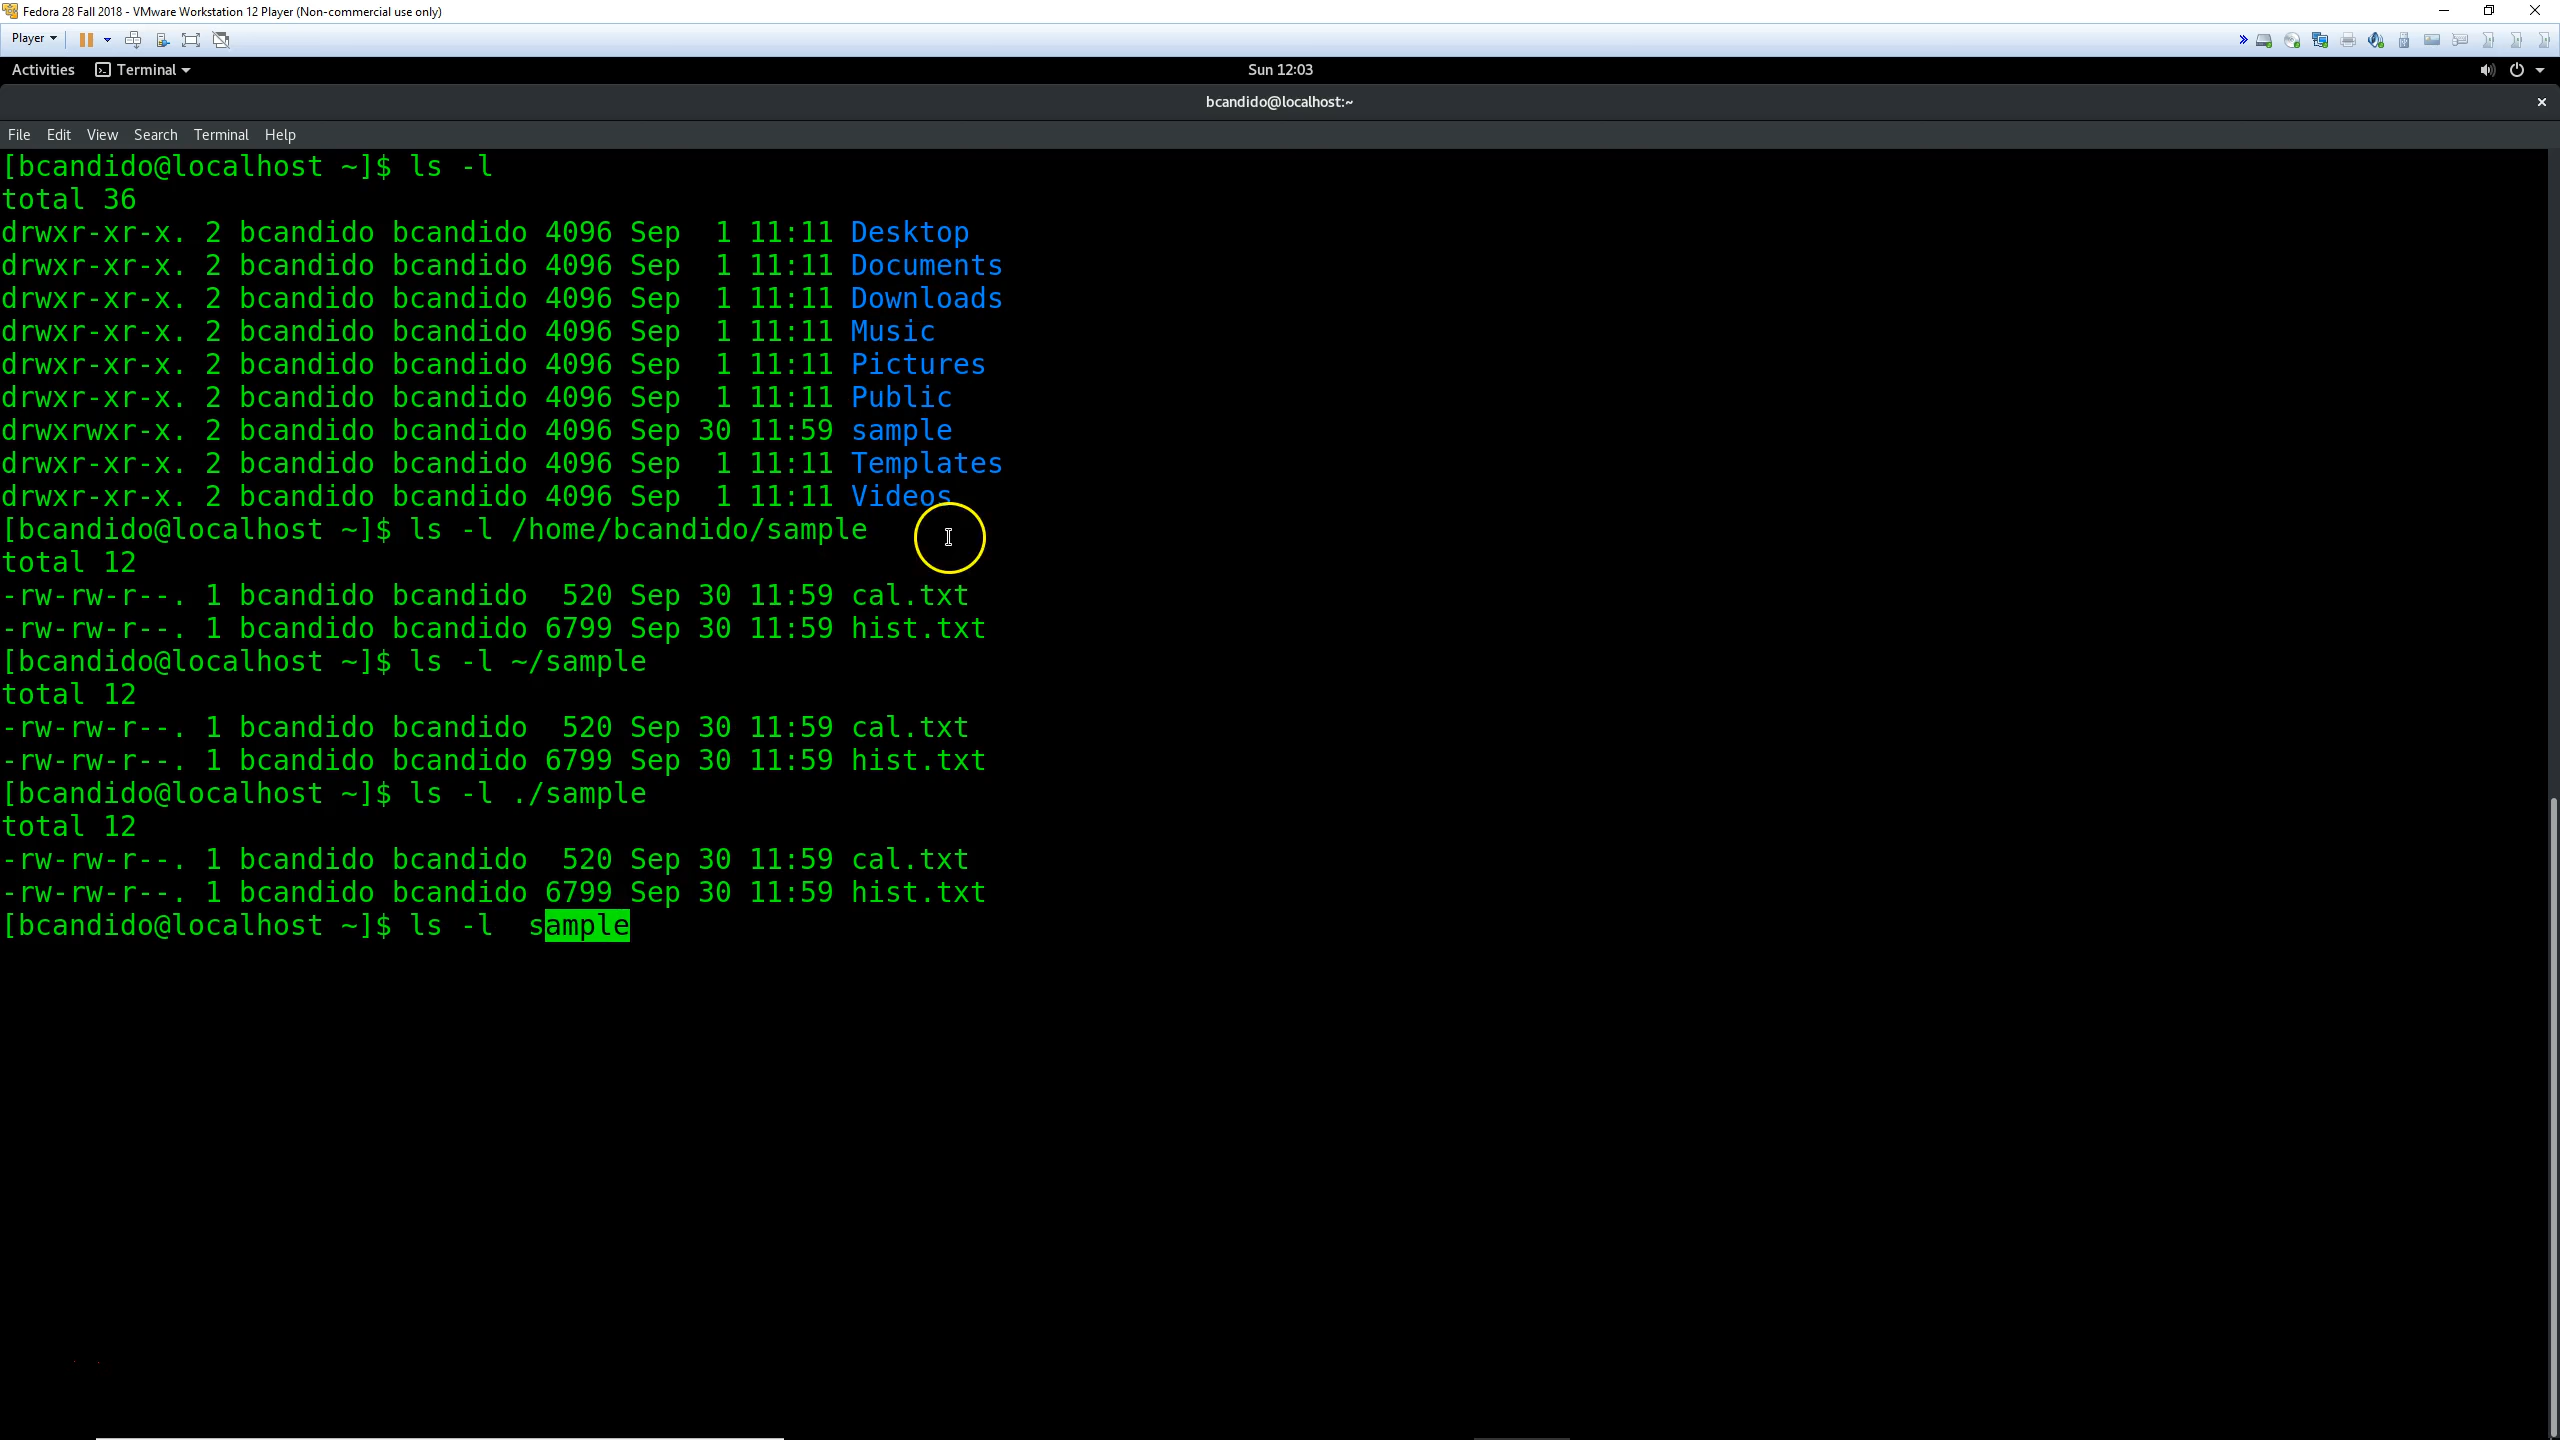 Fedora 28 Fall 2018 - VMware Workstation 12 Player (Non-commercial use only)
Player
Activities Terminal Sun 12:03
bcandido@localhost:~
File Edit View Search Terminal Help
[bcandido@localhost ~]$ ls -l
total 36
drwxr-xr-x. 2 bcandido bcandido 4096 Sep  1 11:11 Desktop
drwxr-xr-x. 2 bcandido bcandido 4096 Sep  1 11:11 Documents
drwxr-xr-x. 2 bcandido bcandido 4096 Sep  1 11:11 Downloads
drwxr-xr-x. 2 bcandido bcandido 4096 Sep  1 11:11 Music
drwxr-xr-x. 2 bcandido bcandido 4096 Sep  1 11:11 Pictures
drwxr-xr-x. 2 bcandido bcandido 4096 Sep  1 11:11 Public
drwxrwxr-x. 2 bcandido bcandido 4096 Sep 30 11:59 sample
drwxr-xr-x. 2 bcandido bcandido 4096 Sep  1 11:11 Templates
drwxr-xr-x. 2 bcandido bcandido 4096 Sep  1 11:11 Videos
[bcandido@localhost ~]$ ls -l /home/bcandido/sample
total 12
-rw-rw-r--. 1 bcandido bcandido  520 Sep 30 11:59 cal.txt
-rw-rw-r--. 1 bcandido bcandido 6799 Sep 30 11:59 hist.txt
[bcandido@localhost ~]$ ls -l ~/sample
total 12
-rw-rw-r--. 1 bcandido bcandido  520 Sep 30 11:59 cal.txt
-rw-rw-r--. 1 bcandido bcandido 6799 Sep 30 11:59 hist.txt
[bcandido@localhost ~]$ ls -l ./sample
total 12
-rw-rw-r--. 1 bcandido bcandido  520 Sep 30 11:59 cal.txt
-rw-rw-r--. 1 bcandido bcandido 6799 Sep 30 11:59 hist.txt
[bcandido@localhost ~]$ ls -l  sample